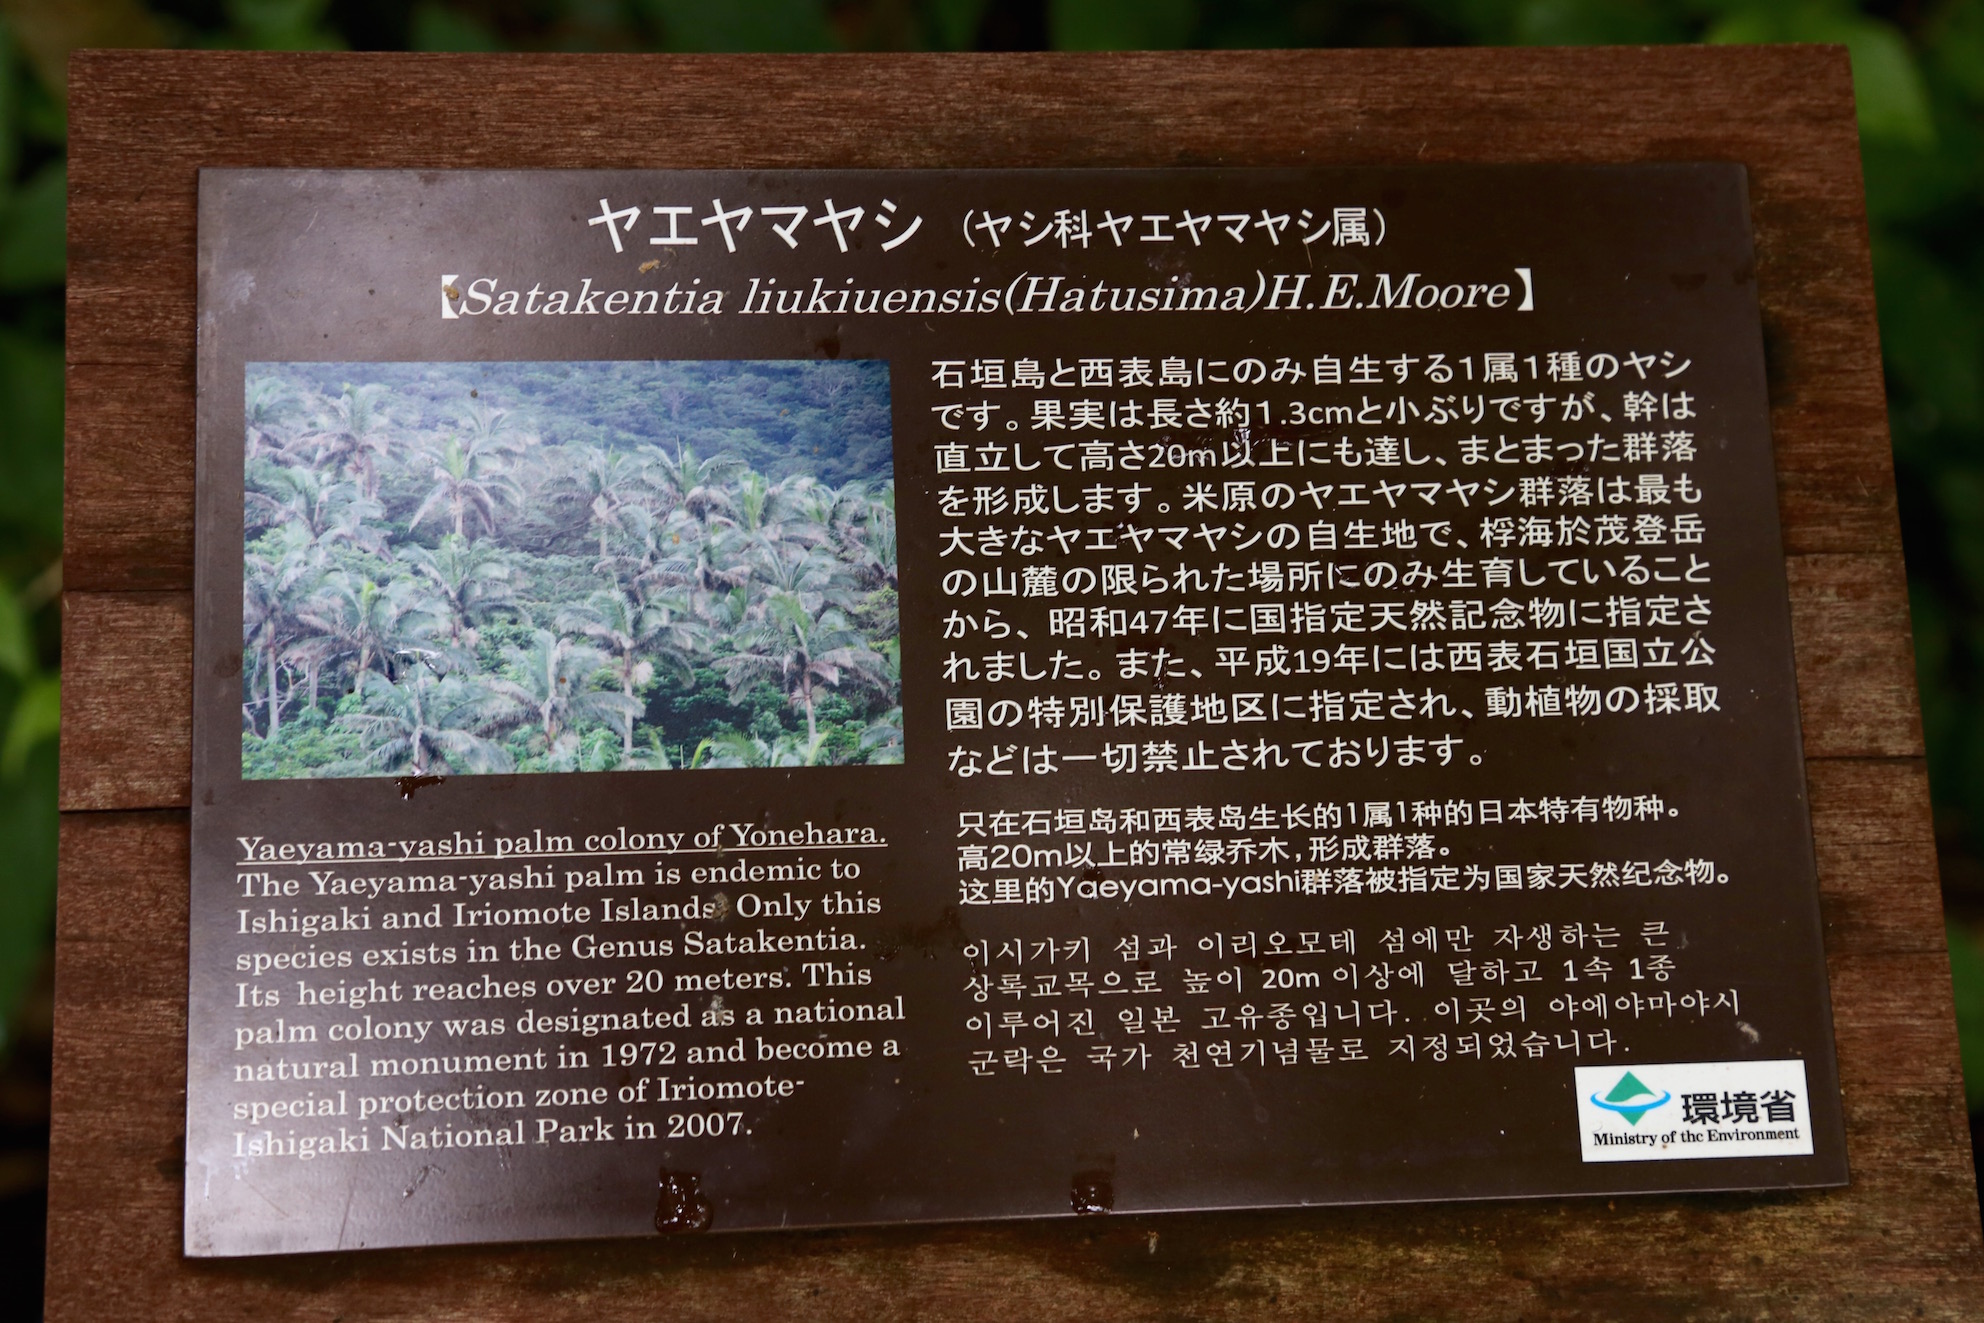 ヤエヤマヤシ （ヤシ科ヤエヤマヤシ属）
【Satakentia liukiuensis(Hatusima)H.E.Moore】
石垣島と西表島にのみ自生する1属1種のヤシ
です。果実は長さ約1.3cmと小ぶりですが、幹は
直立して高さ20m以上にも達し、まとまった群落
を形成します。米原のヤエヤマヤシ群落は最も
大きなヤエヤマヤシの自生地で、桴海於茂登岳
の山麓の限られた場所にのみ生育していること
から、昭和47年に国指定天然記念物に指定さ
れました。また、平成19年には西表石垣国立公
園の特別保護地区に指定され、動植物の採取
などは一切禁止されております。
Yaeyama-yashi palm colony of Yonehara.
The Yaeyama-yashi palm is endemic to
Ishigaki and Iriomote Islands. Only this
species exists in the Genus Satakentia.
Its height reaches over 20 meters. This
palm colony was designated as a national
natural monument in 1972 and become a
special protection zone of Iriomote-
Ishigaki National Park in 2007.
只在石垣岛和西表岛生长的1属1种的日本特有物种。
高20m以上的常绿乔木，形成群落。
这里的Yaeyama-yashi群落被指定为国家天然纪念物。
이시가키 섬과 이리오모테 섬에만 자생하는 큰
상록교목으로 높이 20m 이상에 달하고 1속 1종
이루어진 일본 고유종입니다. 이곳의 야에야마야시
군락은 국가 천연기념물로 지정되었습니다.
環境省
Ministry of the Environment